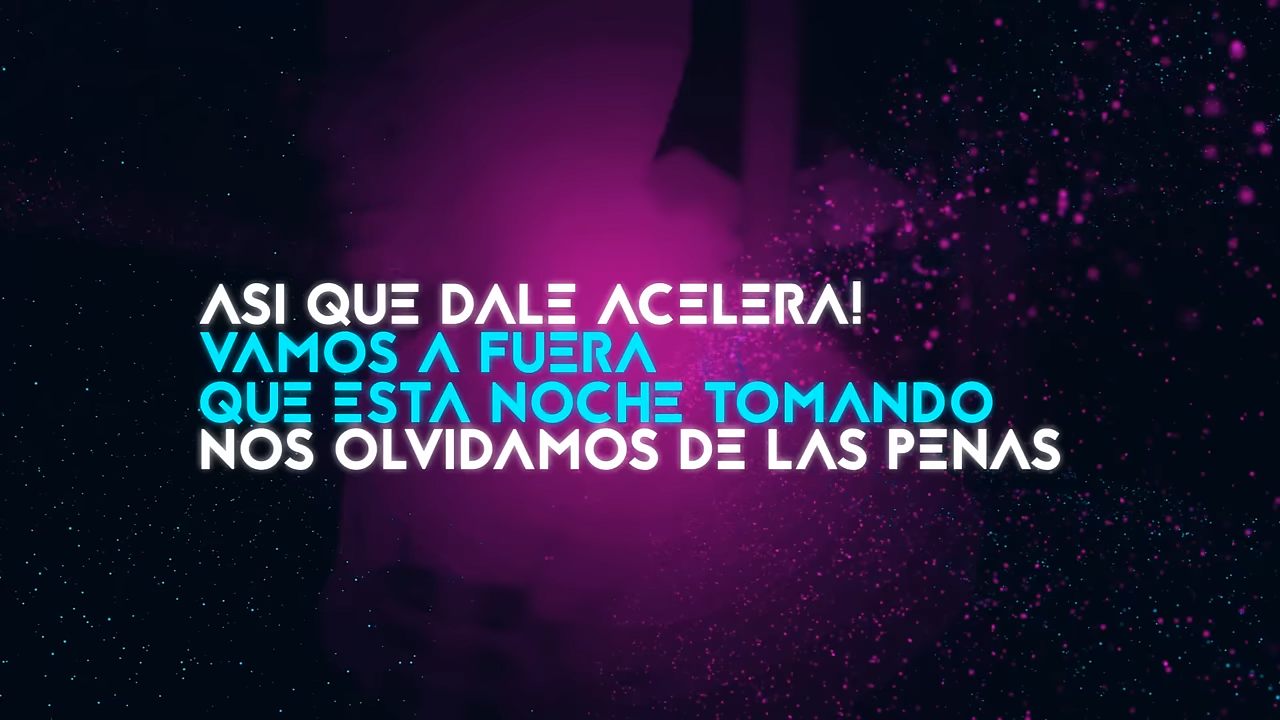 ASI QUE DALE ACELERA!
VAMOS A FUERA
QUE ESTA NOCHE TOMANDO
NOS OLVIDAMOS DE LAS PENAS